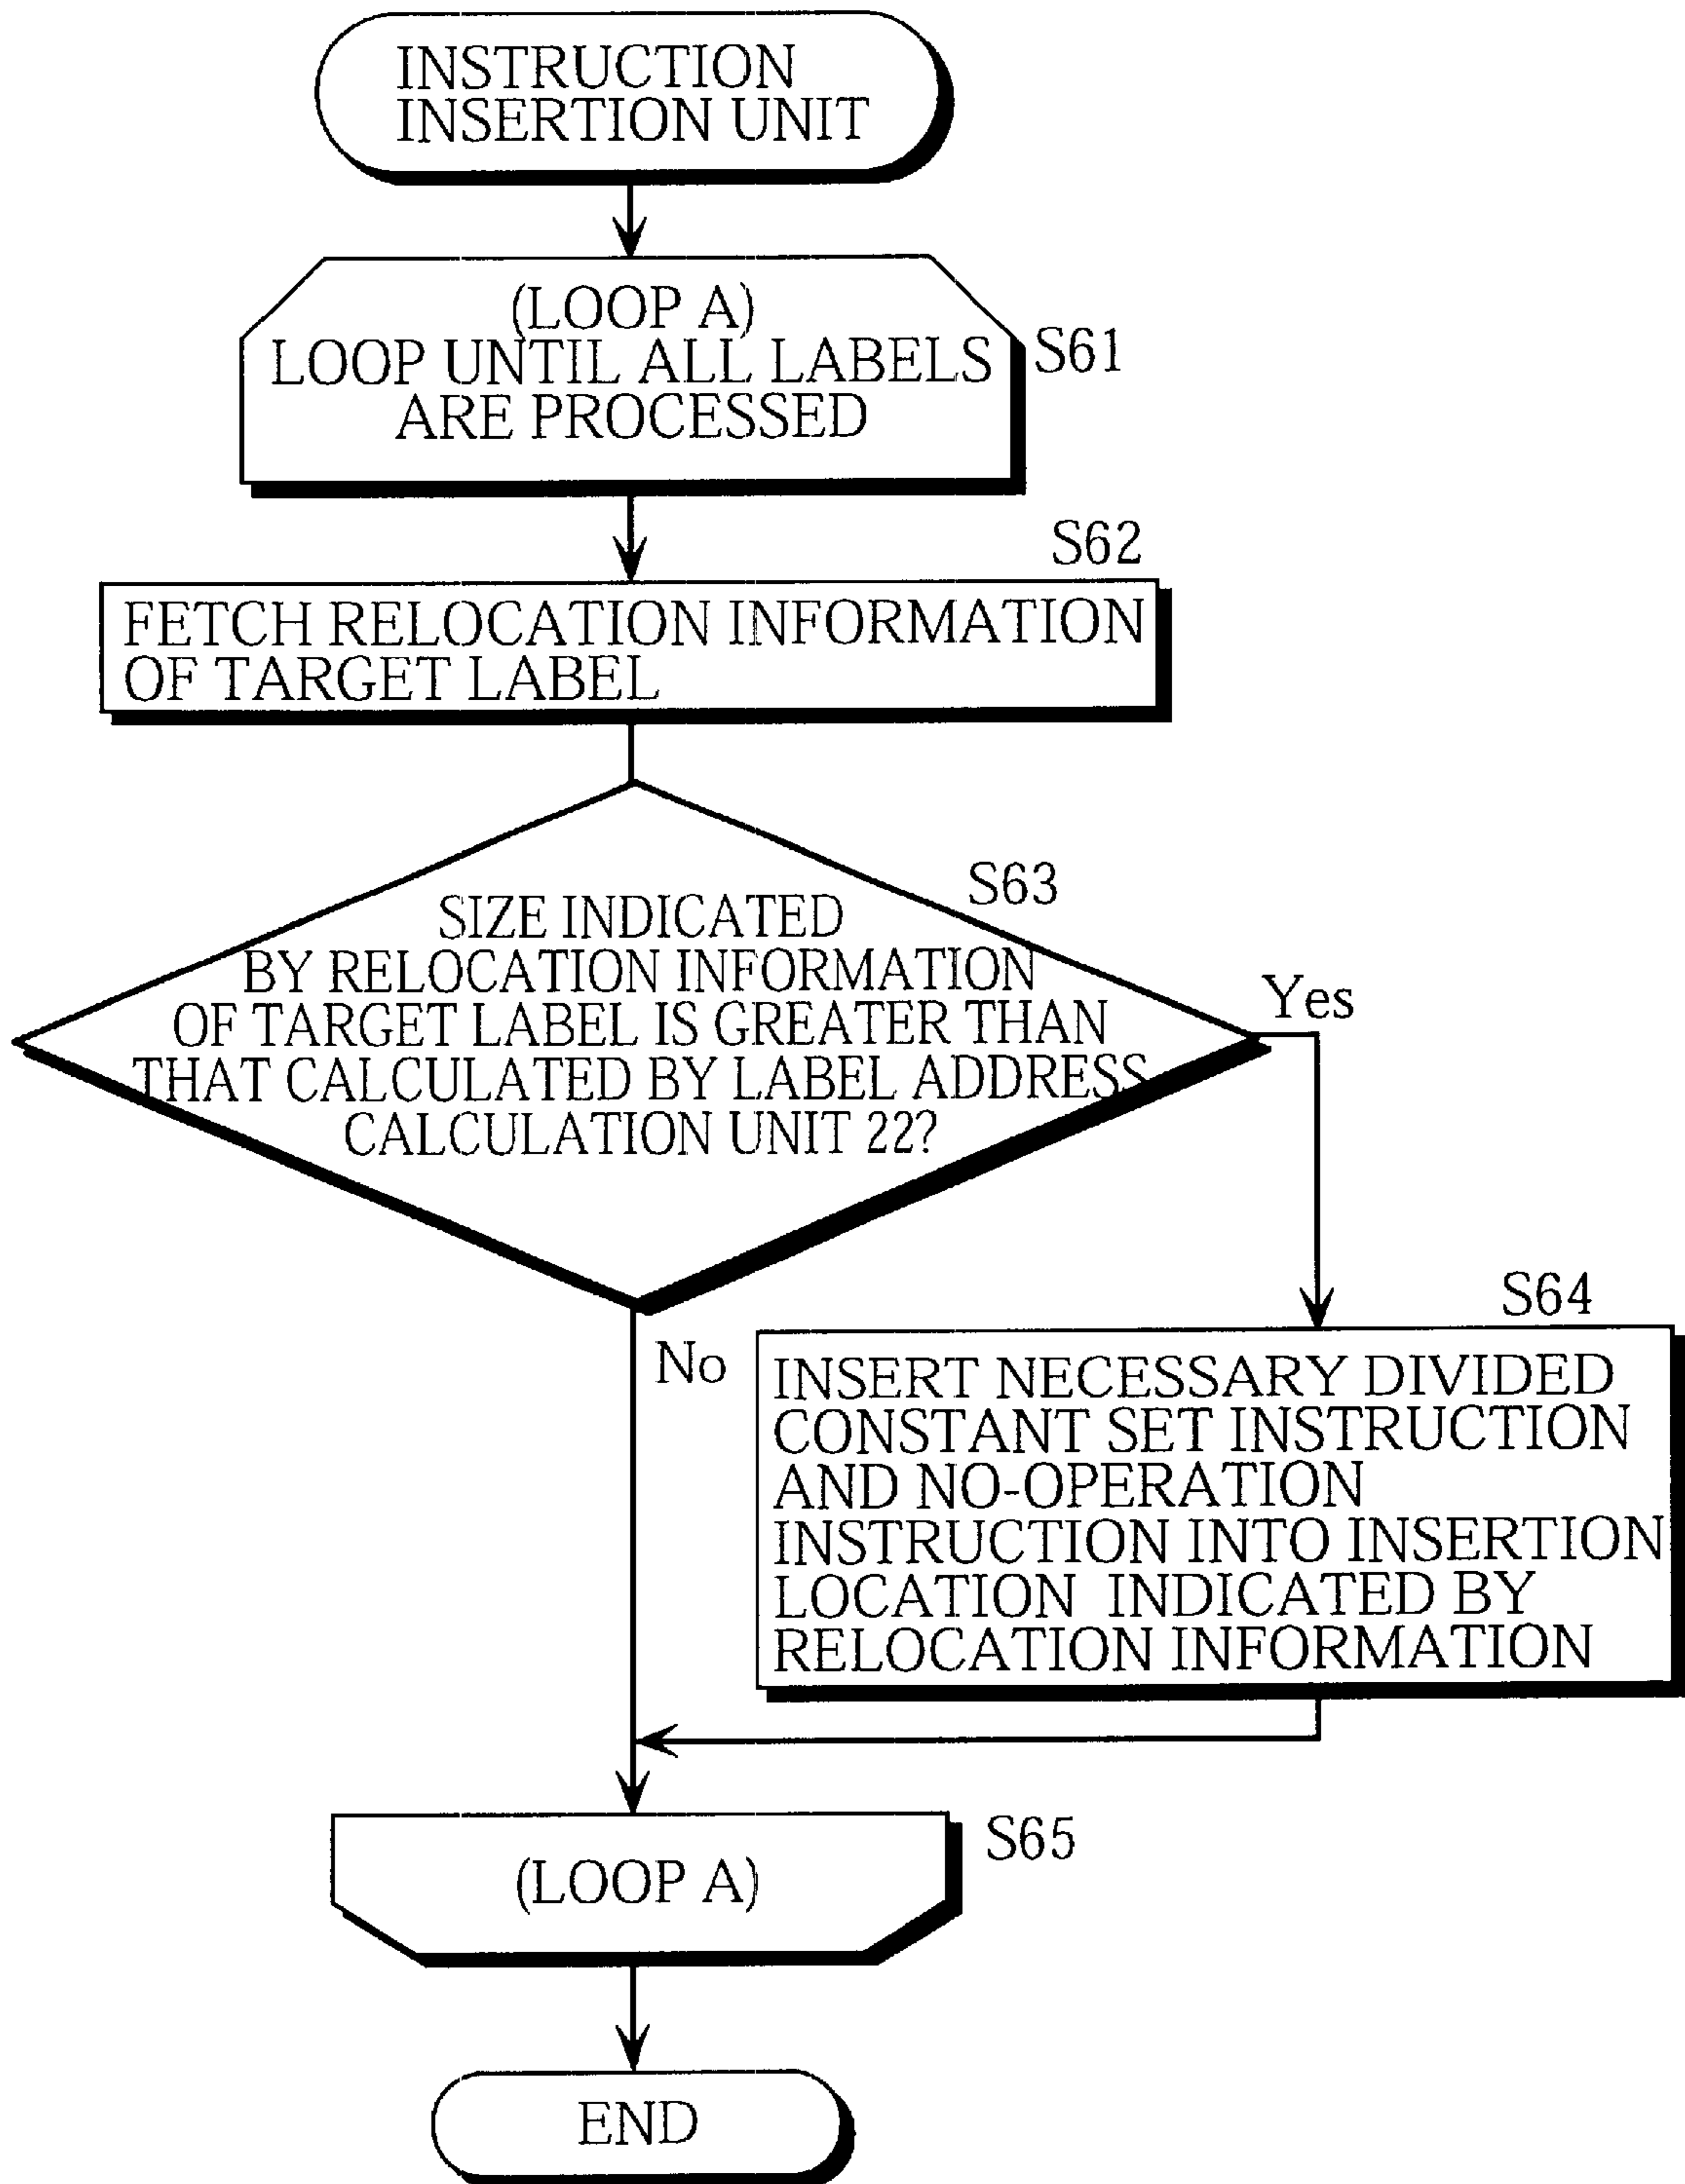 INSTRUCTION
INSERTION UNIT
(LOOP A)
LOOP UNTIL ALL LABELS
ARE PROCESSED
S61
S62
FETCH RELOCATION INFORMATION
OF TARGET LABEL
S63
SIZE INDICATED
BY RELOCATION INFORMATION
OF TARGET LABEL IS GREATER THAN
THAT CALCULATED BY LABEL ADDRESS
CALCULATION UNIT 22?
Yes
No
S64
INSERT NECESSARY DIVIDED
CONSTANT SET INSTRUCTION
AND NO-OPERATION
INSTRUCTION INTO INSERTION
LOCATION INDICATED BY
RELOCATION INFORMATION
S65
(LOOP A)
END